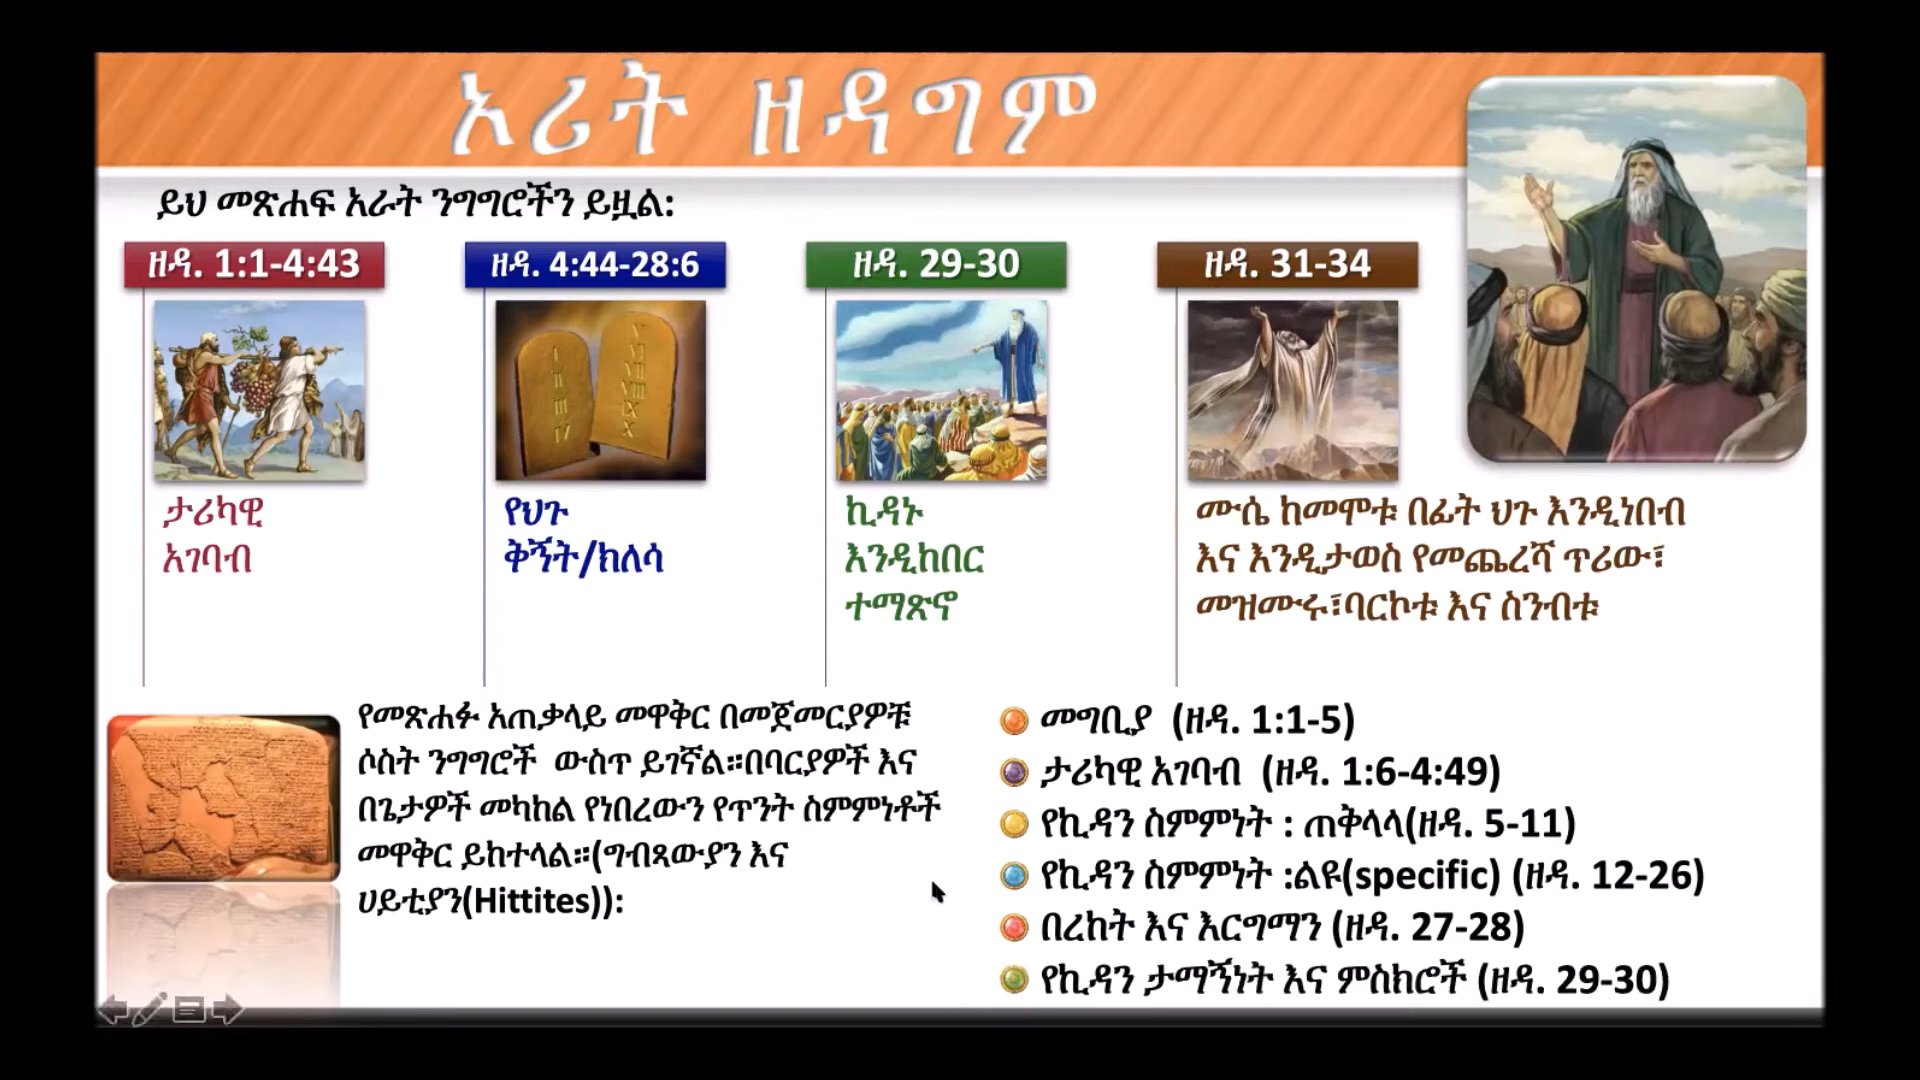 ኦሪት ዘዳግም
ይህ መጽሐፍ አራት ንግግሮችን ይዟል:
ዘዳ. 1:1-4:43
ታሪካዊ
አገባብ
ዘዳ. 4:44-28:6
የህጉ
ቅኝት/ክለሳ
ዘዳ. 29-30
ኪዳኑ
እንዲከበር
ተማጽኖ
ዘዳ. 31-34
ሙሴ ከመሞቱ በፊት ህጉ እንዲነበብ
እና እንዲታወስ የመጨረሻ ጥሪው፣
መዝሙሩ፣ባርኮቱ እና ስንብቱ
የመጽሐፉ አጠቃላይ መዋቅር በመጀመርያዎቹ
ሶስት ንግግሮች ውስጥ ይገኛል።በባርያዎች እና
በጌታዎች መካከል የነበረውን የጥንት ስምምነቶች
መዋቅር ይከተላል።(ግብጻውያን እና
ሀይቲያን(Hittites)):
መግቢያ (ዘዳ. 1:1-5)
ታሪካዊ አገባብ (ዘዳ. 1:6-4:49)
የኪዳን ስምምነት : ጠቅላላ(ዘዳ. 5-11)
የኪዳን ስምምነት :ልዩ(specific) (ዘዳ. 12-26)
በረከት እና እርግማን (ዘዳ. 27-28)
የኪዳን ታማኝነት እና ምስክሮች (ዘዳ. 29-30)